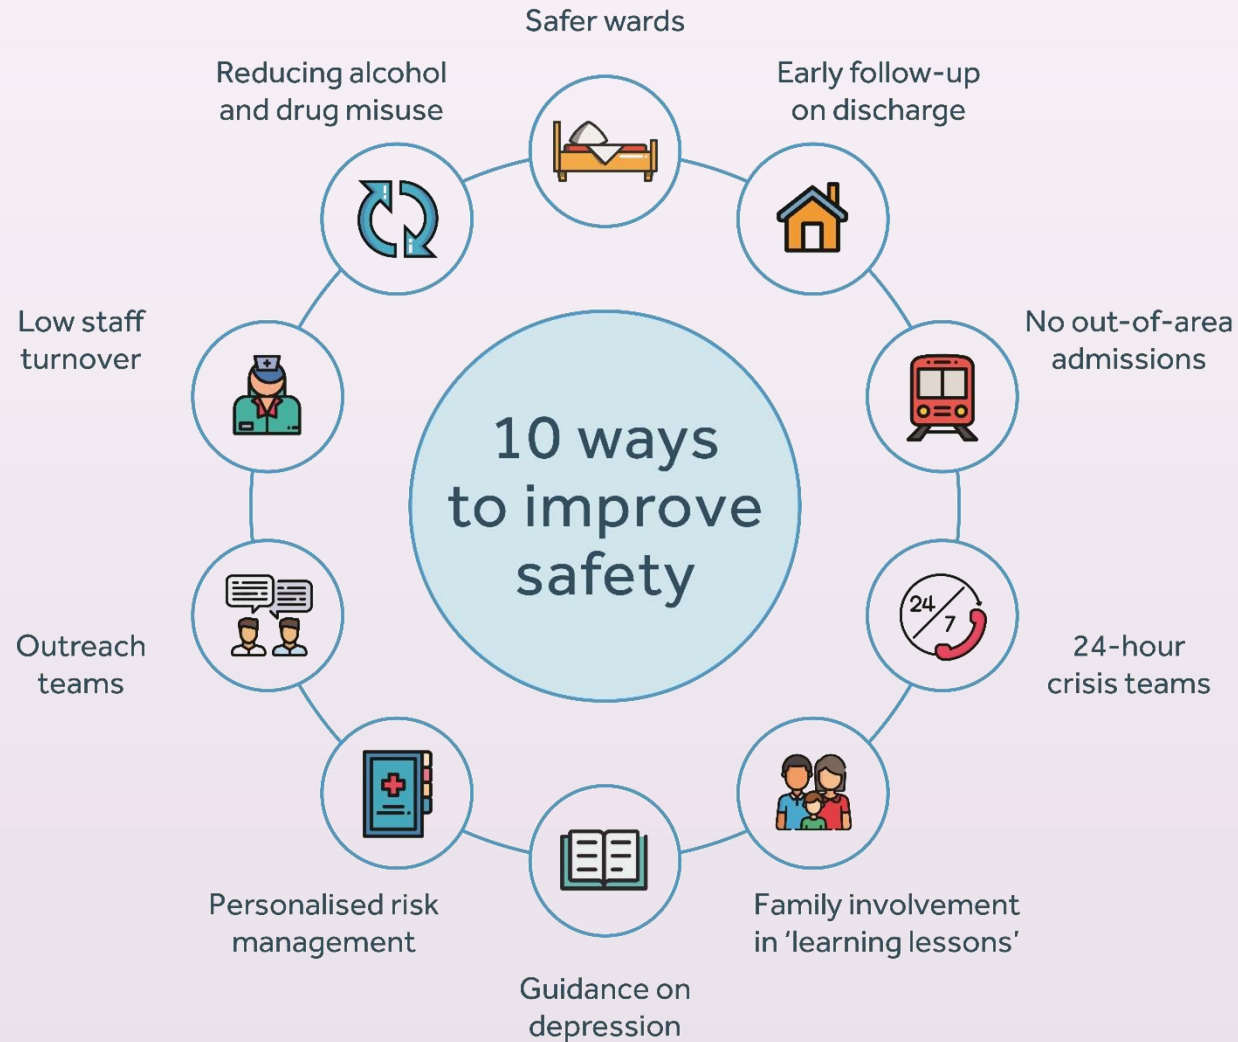 Safer wards
Reducing alcohol
and drug misuse
Early follow-up
on discharge
Low staff
turnover
No out-of-area
admissions
10 ways
to improve
safety
24
7
Outreach
teams
24-hour
crisis teams
Personalised risk
management
Family involvement
in ‘learning lessons’
Guidance on
depression